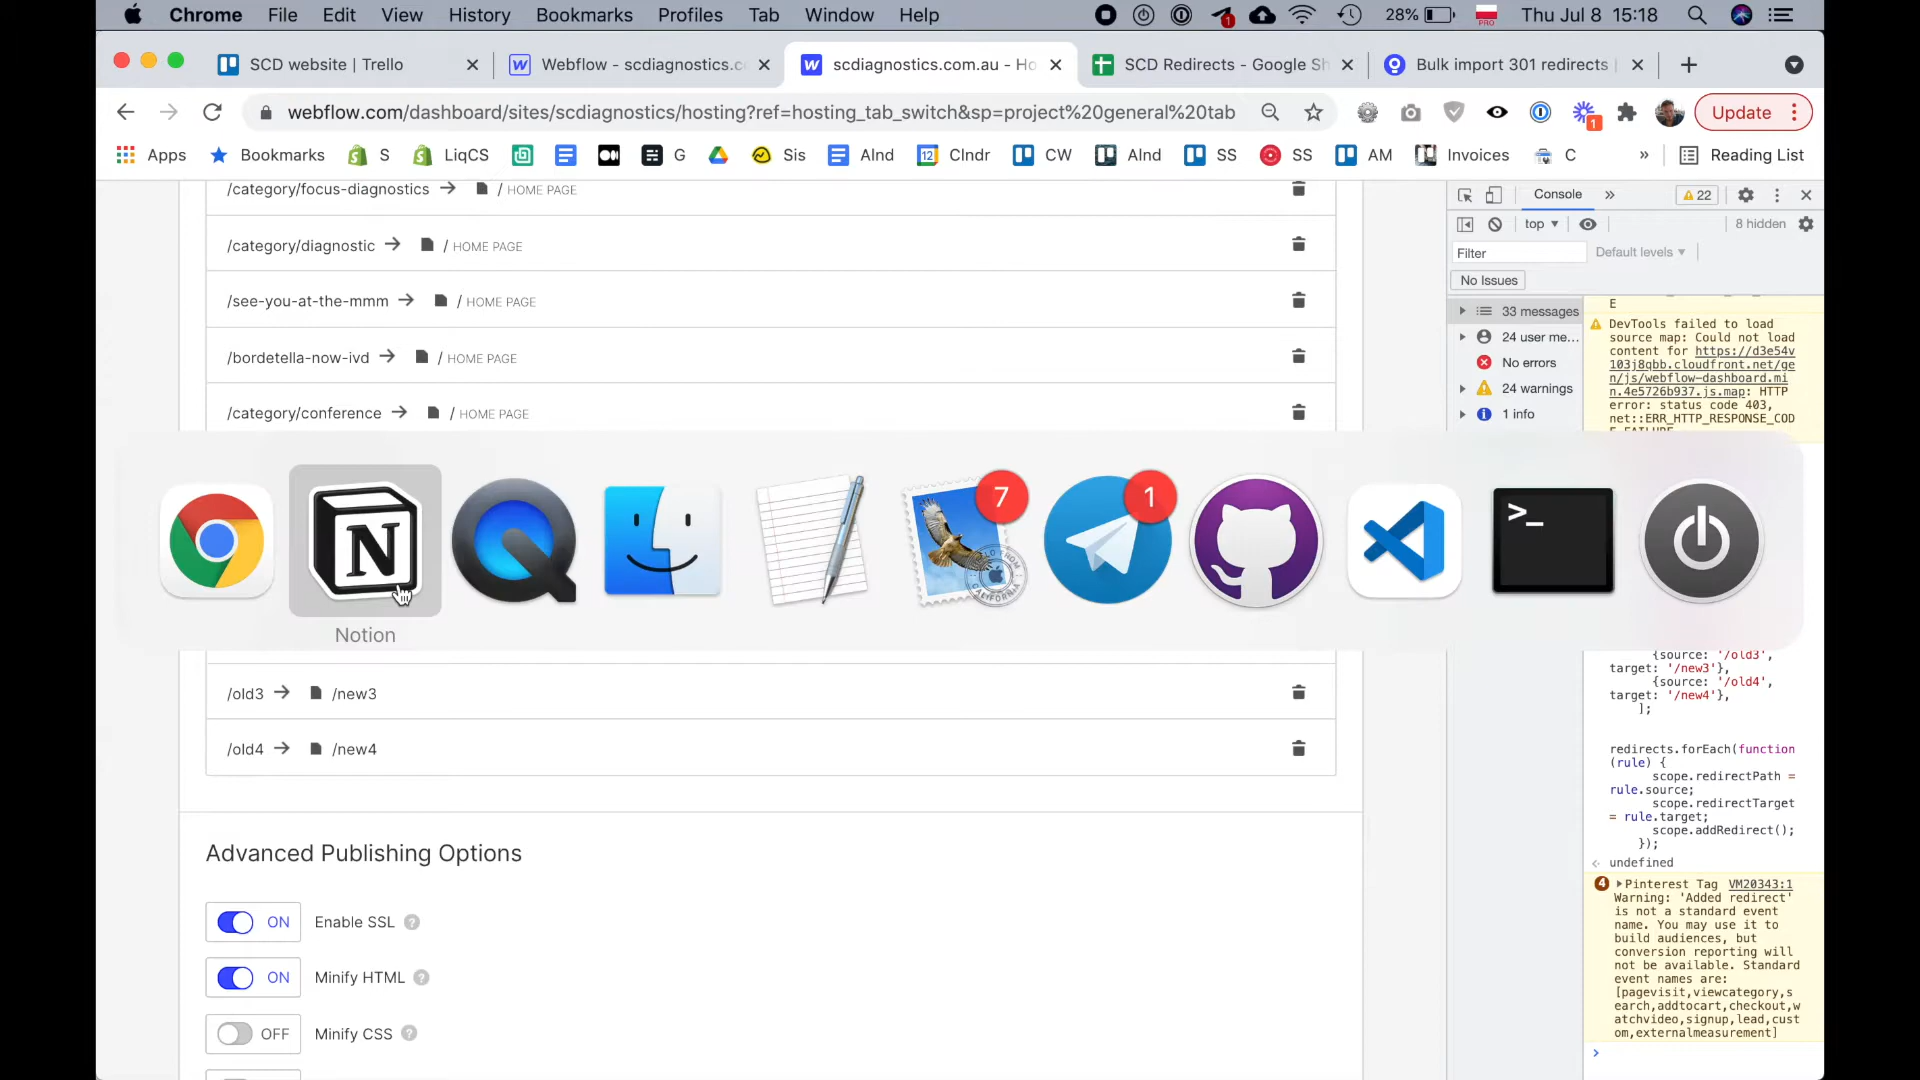 Chrome File Edit View History Bookmarks Profiles Tab Window Help 1 28% PRO Thu Jul 8 15:18
SCD website | Trello Webflow - scdiagnostics.c scdiagnostics.com.au - Ho SCD Redirects - Google Sh Bulk import 301 redirects |
webflow.com/dashboard/sites/scdiagnostics/hosting?ref=hosting_tab_switch&sp=project%20general%20tab 1 Update
Apps Bookmarks S LiqCS G Sis AInd 12 Clndr CW AInd SS SS AM Invoices C » Reading List
/category/focus-diagnostics → / HOME PAGE
/category/diagnostic → / HOME PAGE
/see-you-at-the-mmm → / HOME PAGE
/bordetella-now-ivd → / HOME PAGE
/category/conference → / HOME PAGE
N
7
1
>_
Notion
/old3 → /new3
/old4 → /new4
Advanced Publishing Options
ON Enable SSL ?
ON Minify HTML ?
OFF Minify CSS ?
Console » 22
top 8 hidden
Filter Default levels
No Issues
33 messages
24 user me...
No errors
24 warnings
1 info
E
DevTools failed to load
source map: Could not load
content for https://d3e54v
103j8qbb.cloudfront.net/ge
n/js/webflow-dashboard.mi
n.4e5726b937.js.map: HTTP
error: status code 403,
net::ERR_HTTP_RESPONSE_COD
E_FAILURE
{source: '/old3',
target: '/new3'},
{source: '/old4',
target: '/new4'},
];
redirects.forEach(function
(rule) {
scope.redirectPath =
rule.source;
scope.redirectTarget
= rule.target;
scope.addRedirect();
});
undefined
4 Pinterest Tag VM20343:1
Warning: 'Added redirect'
is not a standard event
name. You may use it to
build audiences, but
conversion reporting will
not be available. Standard
event names are:
[pagevisit,viewcategory,s
earch,addtocart,checkout,w
atchvideo,signup,lead,cust
om,externalmeasurement]